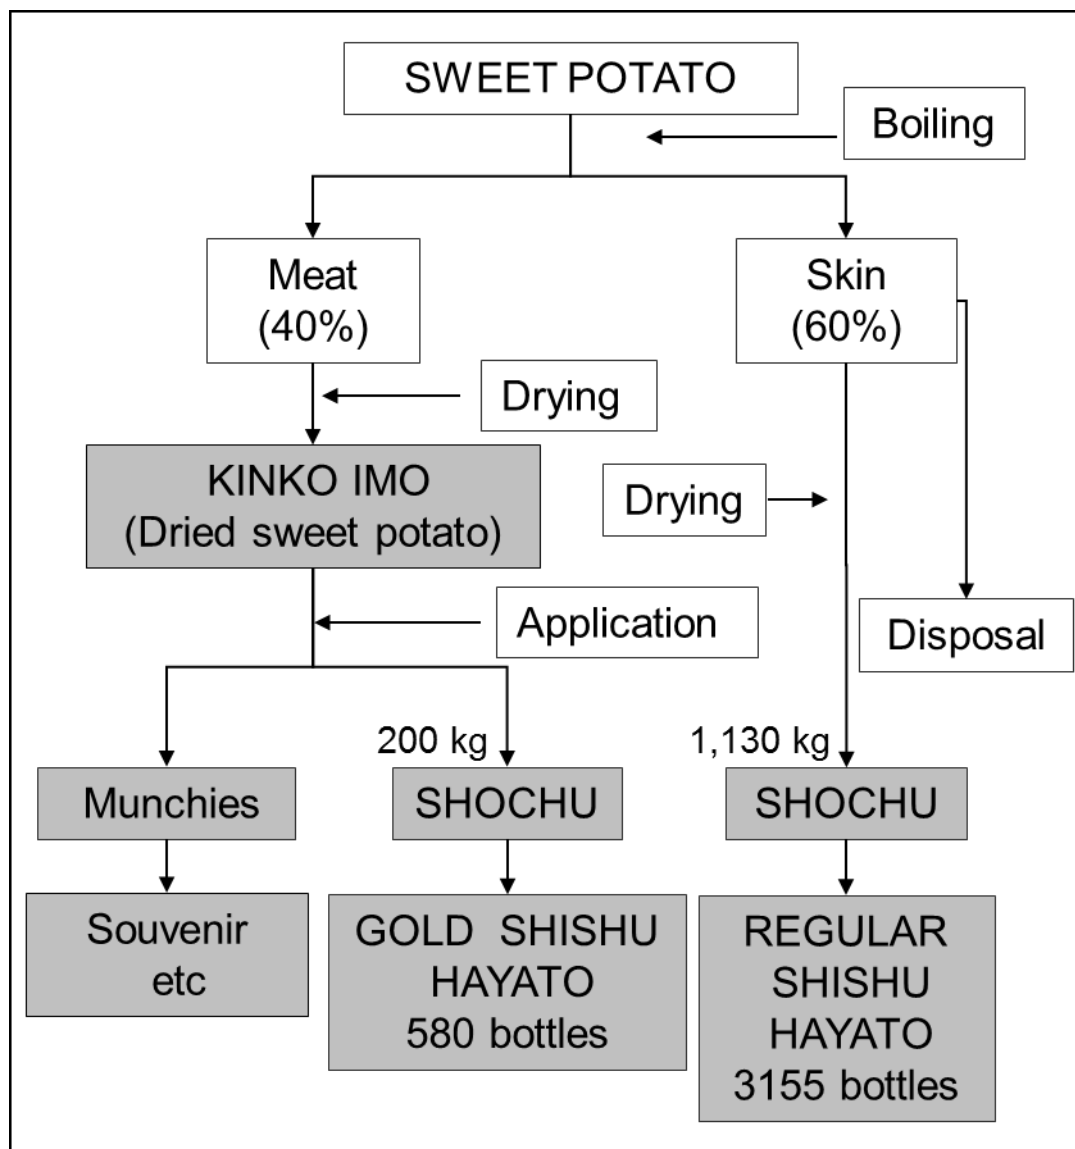 SWEET POTATO
Boiling
Meat
(40%)
Skin
(60%)
Drying
KINKO IMO
(Dried sweet potato)
Drying
Application
Disposal
200 kg
1,130 kg
Munchies
SHOCHU
SHOCHU
Souvenir
etc
GOLD SHISHU
HAYATO
580 bottles
REGULAR
SHISHU
HAYATO
3155 bottles